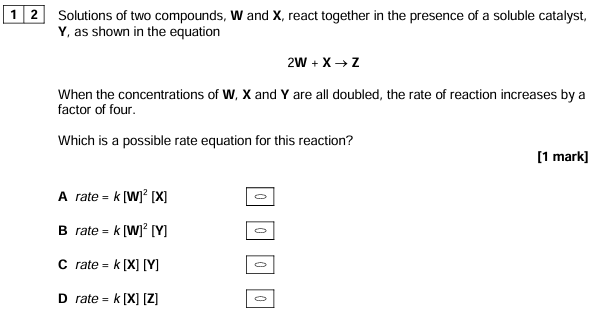 1 2 Solutions of two compounds, W and X, react together in the presence of a soluble catalyst,
Y, as shown in the equation
2W + X → Z
When the concentrations of W, X and Y are all doubled, the rate of reaction increases by a
factor of four.
Which is a possible rate equation for this reaction?
[1 mark]
A rate = k [W]² [X]
B rate = k [W]² [Y]
C rate = k [X] [Y]
D rate = k [X] [Z]